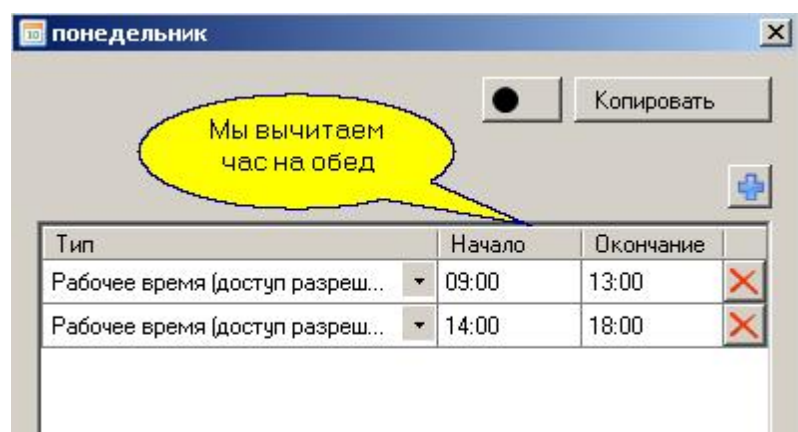 понедельник
Копировать
Мы вычитаем
час на обед
Тип Начало Окончание
Рабочее время (доступ разреш... 09:00 13:00
Рабочее время (доступ разреш... 14:00 18:00